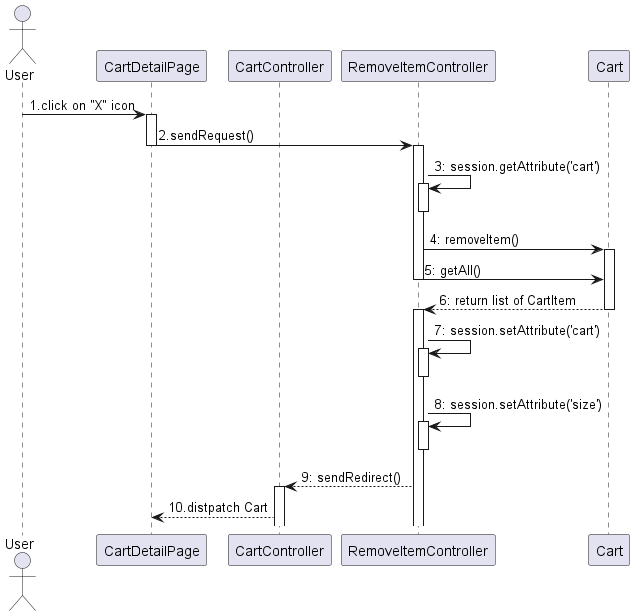 User
CartDetailPage
CartController
RemoveItemController
Cart
1.click on "X" icon
2.sendRequest()
3: session.getAttribute('cart')
4: removeItem()
5: getAll()
6: return list of CartItem
7: session.setAttribute('cart')
8: session.setAttribute('size')
9: sendRedirect()
10.distpatch Cart
User
CartDetailPage
CartController
RemoveItemController
Cart